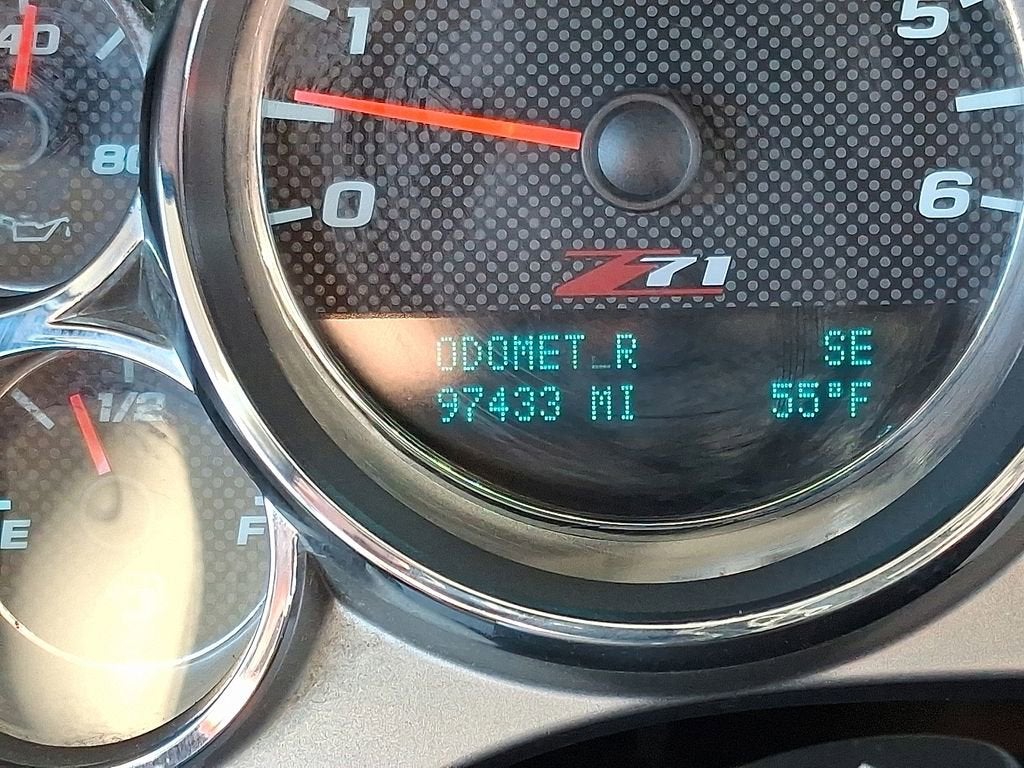 40
80
1
5
0
6
Z71
ODOMET_R SE
97433 MI 55°F
1/2
E F